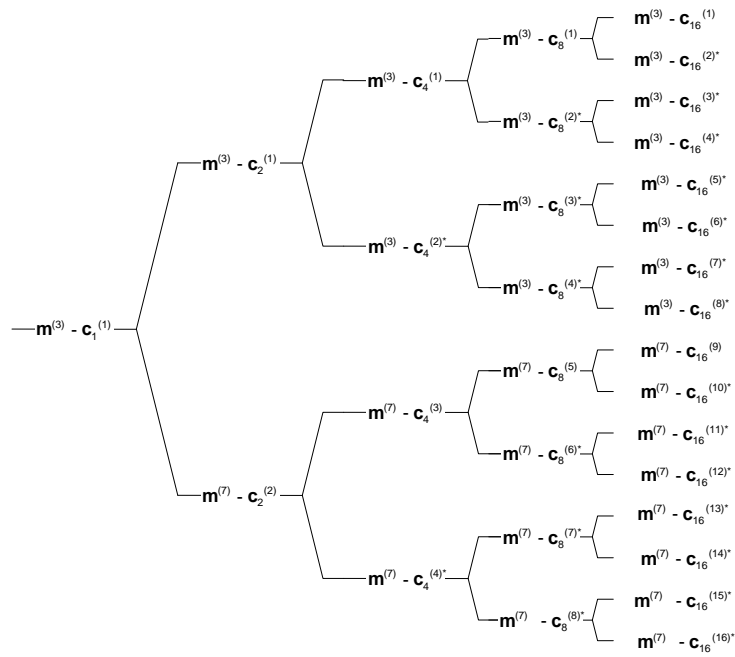 m⁽³⁾ - c₁₆⁽¹⁾
m⁽³⁾ - c₈⁽¹⁾
m⁽³⁾ - c₁₆⁽²⁾*
m⁽³⁾ - c₄⁽¹⁾
m⁽³⁾ - c₁₆⁽³⁾*
m⁽³⁾ - c₈⁽²⁾*
m⁽³⁾ - c₁₆⁽⁴⁾*
m⁽³⁾ - c₂⁽¹⁾
m⁽³⁾ - c₁₆⁽⁵⁾*
m⁽³⁾ - c₈⁽³⁾*
m⁽³⁾ - c₁₆⁽⁶⁾*
m⁽³⁾ - c₄⁽²⁾*
m⁽³⁾ - c₁₆⁽⁷⁾*
m⁽³⁾ - c₈⁽⁴⁾*
m⁽³⁾ - c₁₆⁽⁸⁾*
m⁽³⁾ - c₁⁽¹⁾
m⁽⁷⁾ - c₁₆⁽⁹⁾
m⁽⁷⁾ - c₈⁽⁵⁾
m⁽⁷⁾ - c₁₆⁽¹⁰⁾*
m⁽⁷⁾ - c₄⁽³⁾
m⁽⁷⁾ - c₁₆⁽¹¹⁾*
m⁽⁷⁾ - c₈⁽⁶⁾*
m⁽⁷⁾ - c₁₆⁽¹²⁾*
m⁽⁷⁾ - c₂⁽²⁾
m⁽⁷⁾ - c₁₆⁽¹³⁾*
m⁽⁷⁾ - c₈⁽⁷⁾*
m⁽⁷⁾ - c₁₆⁽¹⁴⁾*
m⁽⁷⁾ - c₄⁽⁴⁾*
m⁽⁷⁾ - c₁₆⁽¹⁵⁾*
m⁽⁷⁾ - c₈⁽⁸⁾*
m⁽⁷⁾ - c₁₆⁽¹⁶⁾*